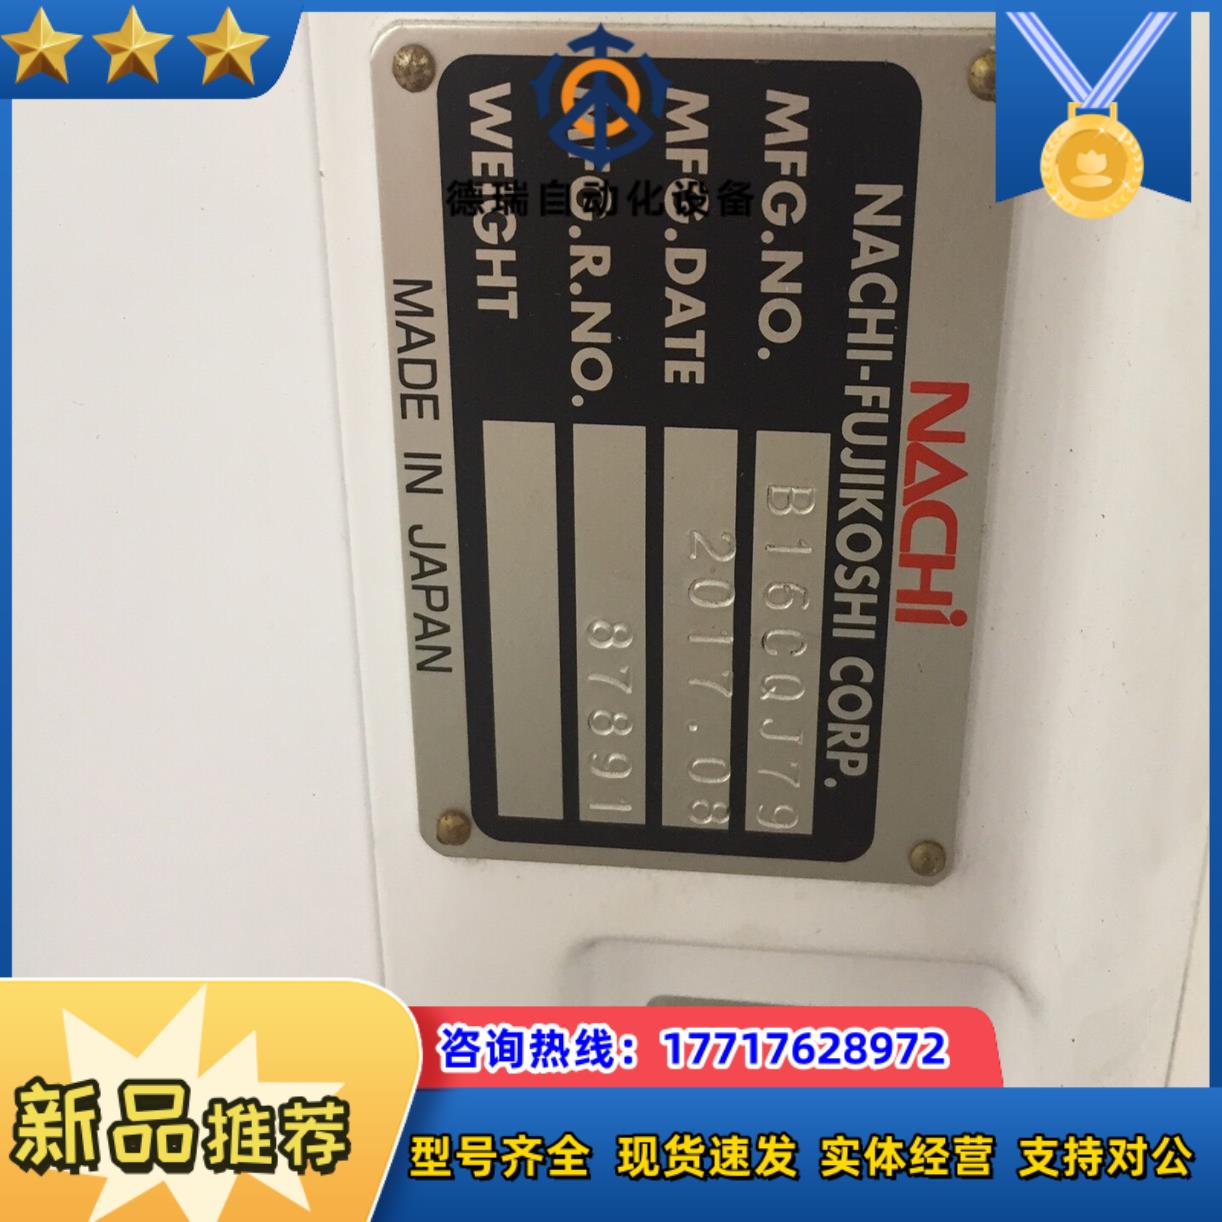 NACHi
NACHI-FUJIKOSHI CORP.
MFG.NO. B16CQJ79
MFG.DATE 2017.08
MFG.R.NO. 87891
WEIGHT
MADE IN JAPAN
德瑞自动化设备
咨询热线：17717628972
新品推荐
型号齐全 现货速发 实体经营 支持对公